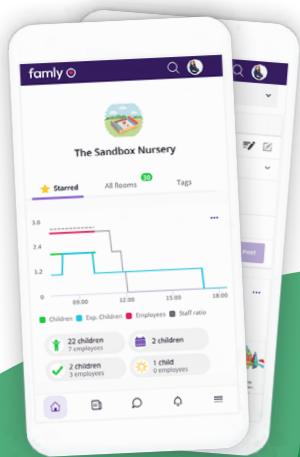 famly
The Sandbox Nursery
Starred
All Rooms
30
Tags
3.6
2.4
1.2
0
09:00
12:00
15:00
18:00
Children
Exp. Children
Employees
Staff ratio
22 children
7 employees
2 children
2 children
3 employees
1 child
0 employees
POST